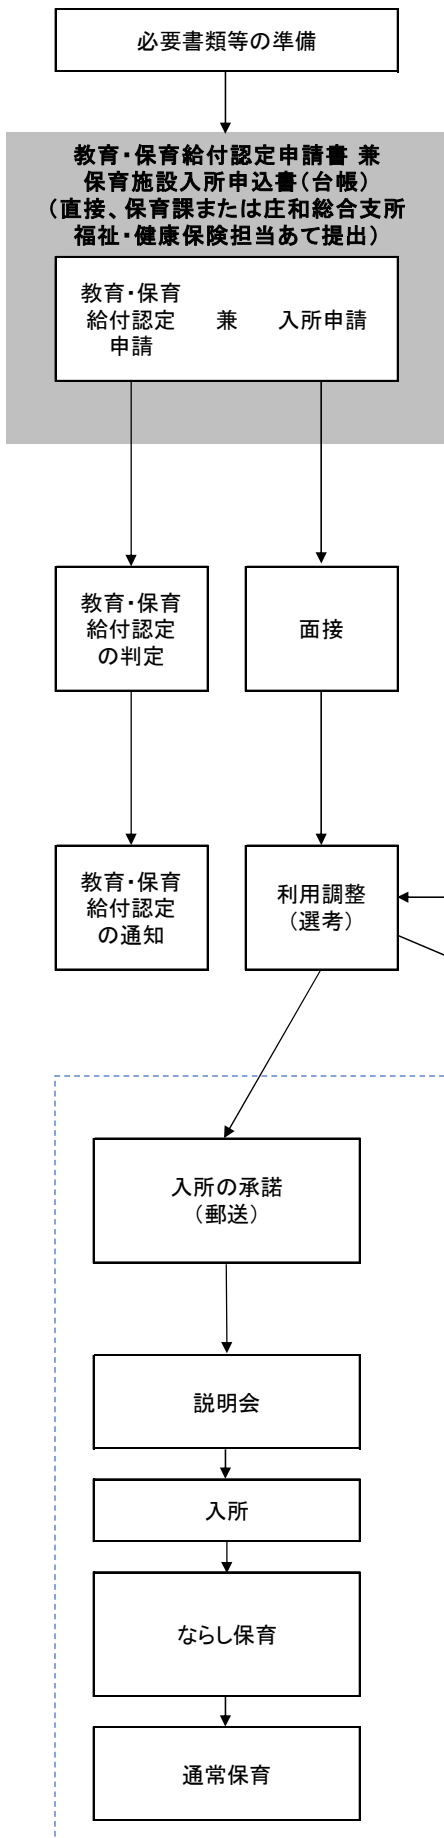 必要書類等の準備
教育・保育給付認定申請書 兼
保育施設入所申込書（台帳）
（直接、保育課または庄和総合支所
福祉・健康保険担当あて提出）
教育・保育
給付認定
申請
兼
入所申請
教育・保育
給付認定
の判定
面接
教育・保育
給付認定
の通知
利用調整
（選考）
入所の承諾
（郵送）
説明会
入所
ならし保育
通常保育